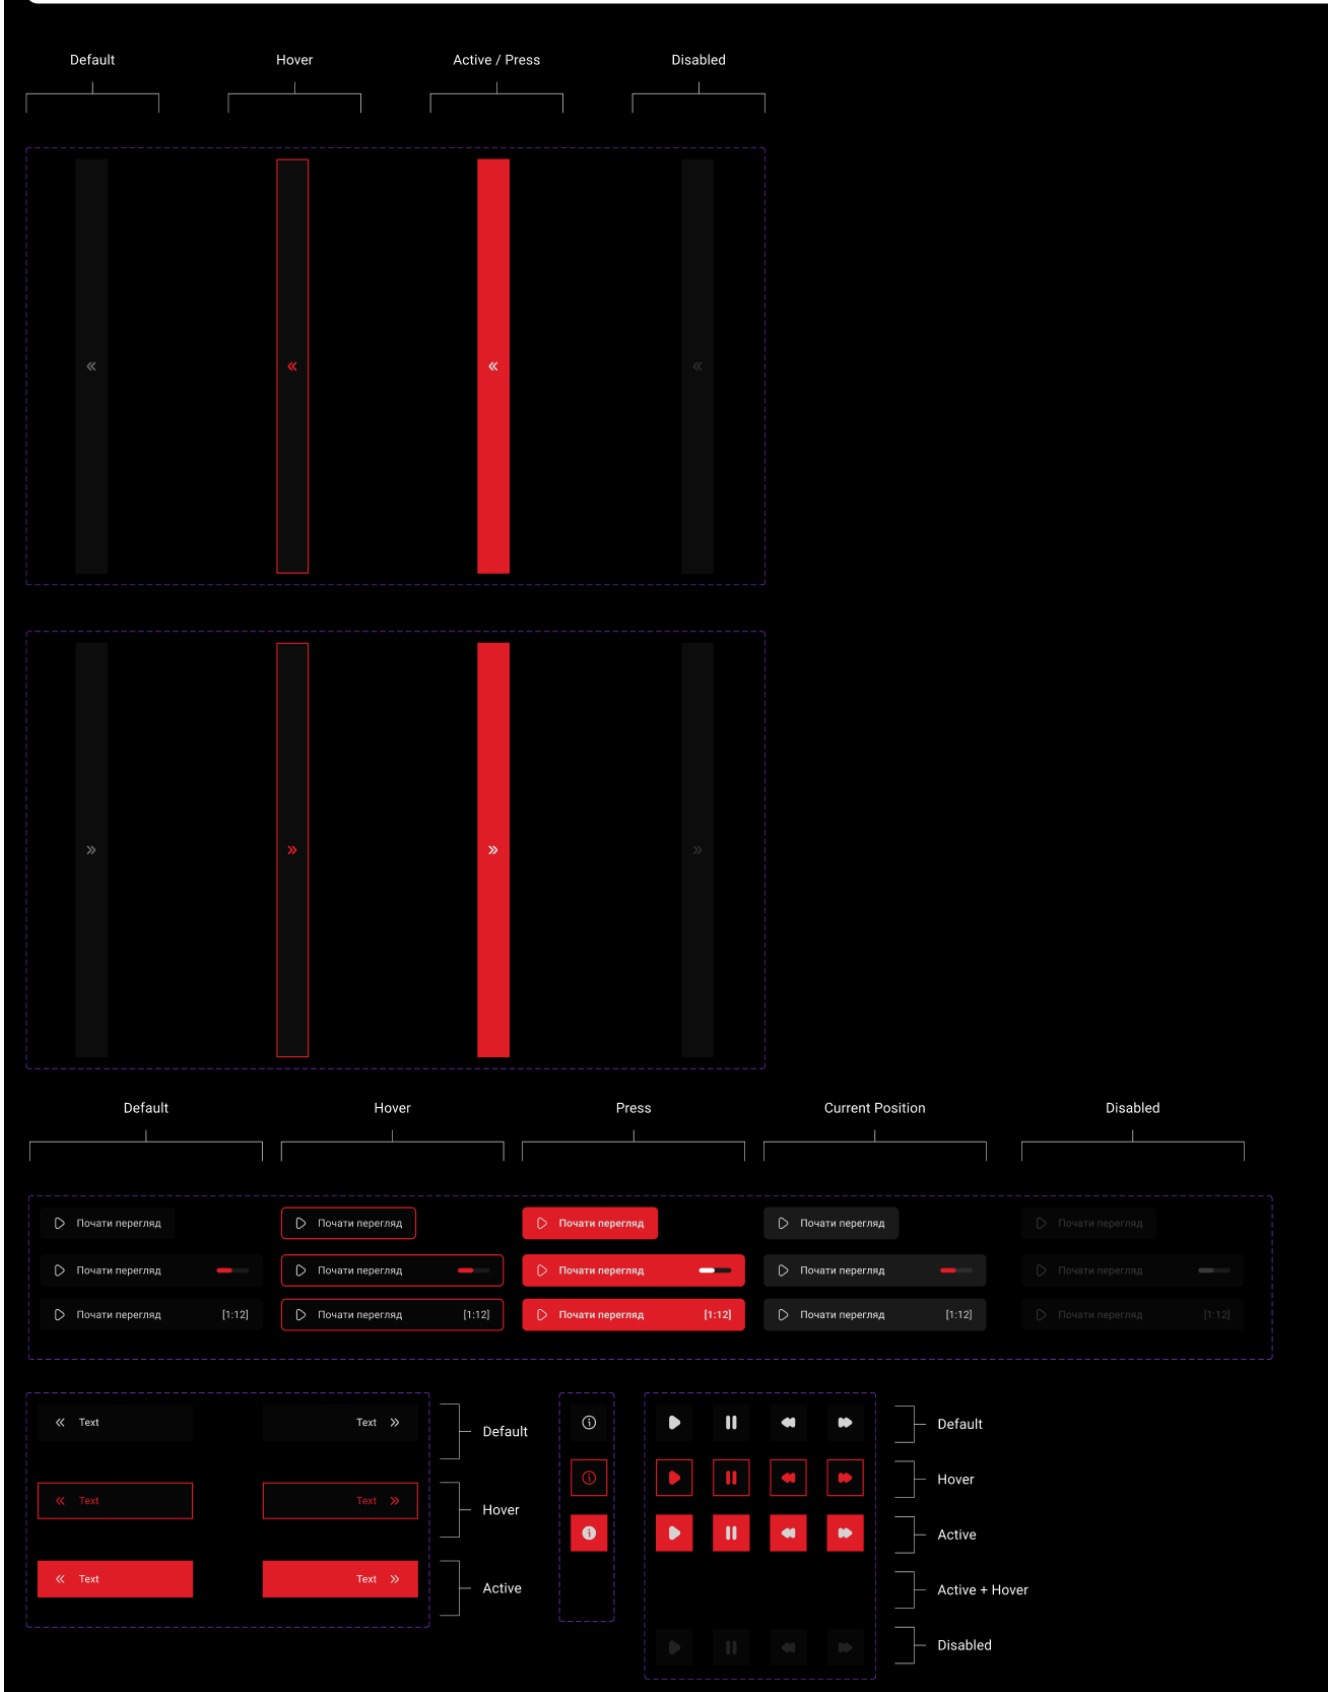 Default Hover Active / Press Disabled
Default Hover Press Current Position Disabled
Почати перегляд Почати перегляд Почати перегляд Почати перегляд Почати перегляд
Почати перегляд Почати перегляд Почати перегляд Почати перегляд Почати перегляд
Почати перегляд [1:12] Почати перегляд [1:12] Почати перегляд [1:12] Почати перегляд [1:12] Почати перегляд [1:12]
Text Text Default
Text Text Hover
Text Text Active
Default
Hover
Active
Active + Hover
Disabled